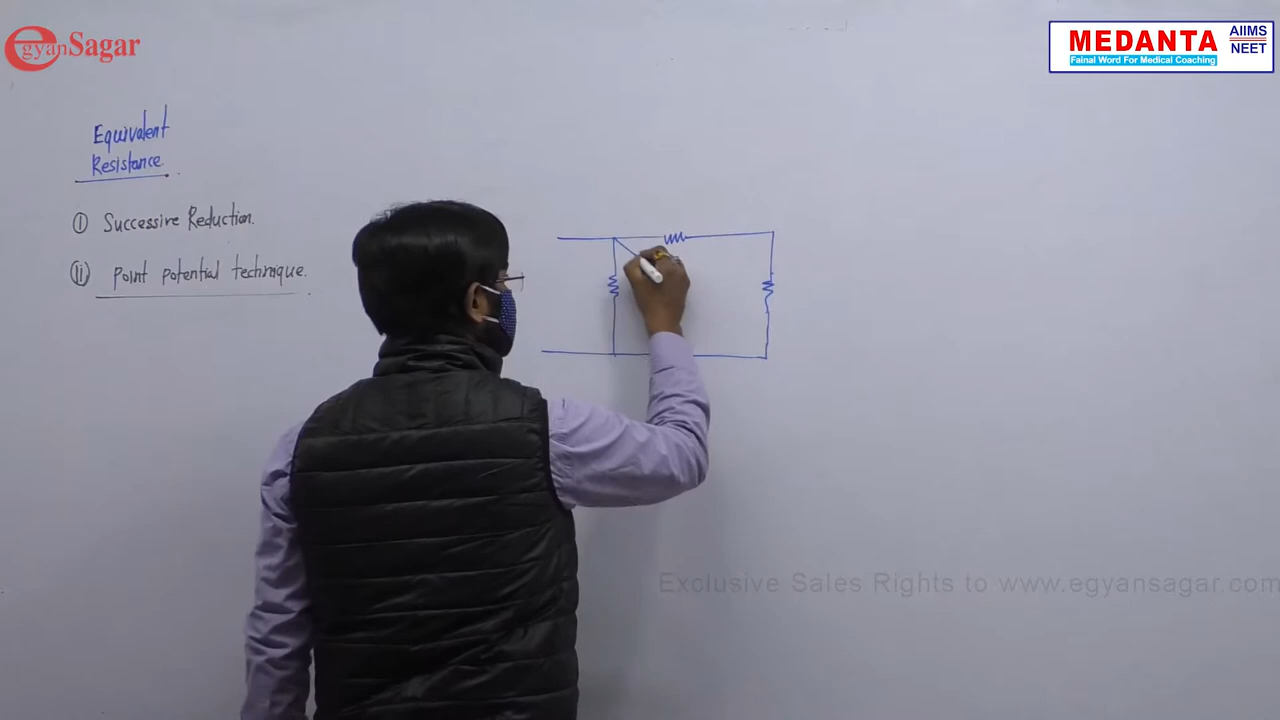 egyanSagar
MEDANTA
AIIMS
NEET
Fainal Word For Medical Coaching
Equivalent
Resistance.
(i) Successive Reduction.
(ii) Point potential technique.
Exclusive Sales Rights to www.egyansagar.com